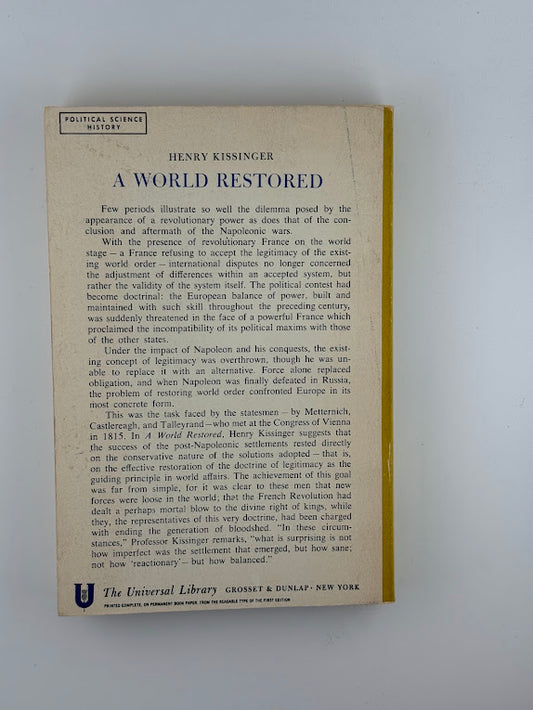 POLITICAL SCIENCE
HISTORY
HENRY KISSINGER
A WORLD RESTORED
Few periods illustrate so well the dilemma posed by the
appearance of a revolutionary power as does that of the con-
clusion and aftermath of the Napoleonic wars.
With the presence of revolutionary France on the world
stage — a France refusing to accept the legitimacy of the exist-
ing world order — international disputes no longer concerned
the adjustment of differences within an accepted system, but
rather the validity of the system itself. The political contest had
become doctrinal: the European balance of power, built and
maintained with such skill throughout the preceding century,
was suddenly threatened in the face of a powerful France which
proclaimed the incompatibility of its political maxims with those
of the other states.
Under the impact of Napoleon and his conquests, the exist-
ing concept of legitimacy was overthrown, though he was un-
able to replace it with an alternative. Force alone replaced
obligation, and when Napoleon was finally defeated in Russia,
the problem of restoring world order confronted Europe in its
most concrete form.
This was the task faced by the statesmen — by Metternich,
Castlereagh, and Talleyrand — who met at the Congress of Vienna
in 1815. In A World Restored, Henry Kissinger suggests that
the success of the post-Napoleonic settlements rested directly
on the conservative nature of the solutions adopted — that is,
on the effective restoration of the doctrine of legitimacy as the
guiding principle in world affairs. The achievement of this goal
was far from simple, for it was clear to these men that new
forces were loose in the world; that the French Revolution had
dealt a perhaps mortal blow to the divine right of kings, while
they, the representatives of this very doctrine, had been charged
with ending the generation of bloodshed. "In these circum-
stances," Professor Kissinger remarks, "what is surprising is not
how imperfect was the settlement that emerged, but how sane;
not how 'reactionary' — but how balanced."
U The Universal Library GROSSET & DUNLAP · NEW YORK
PRINTED COMPLETE, ON PERMANENT BOOK PAPER, FROM THE READABLE TYPE OF THE FIRST EDITION